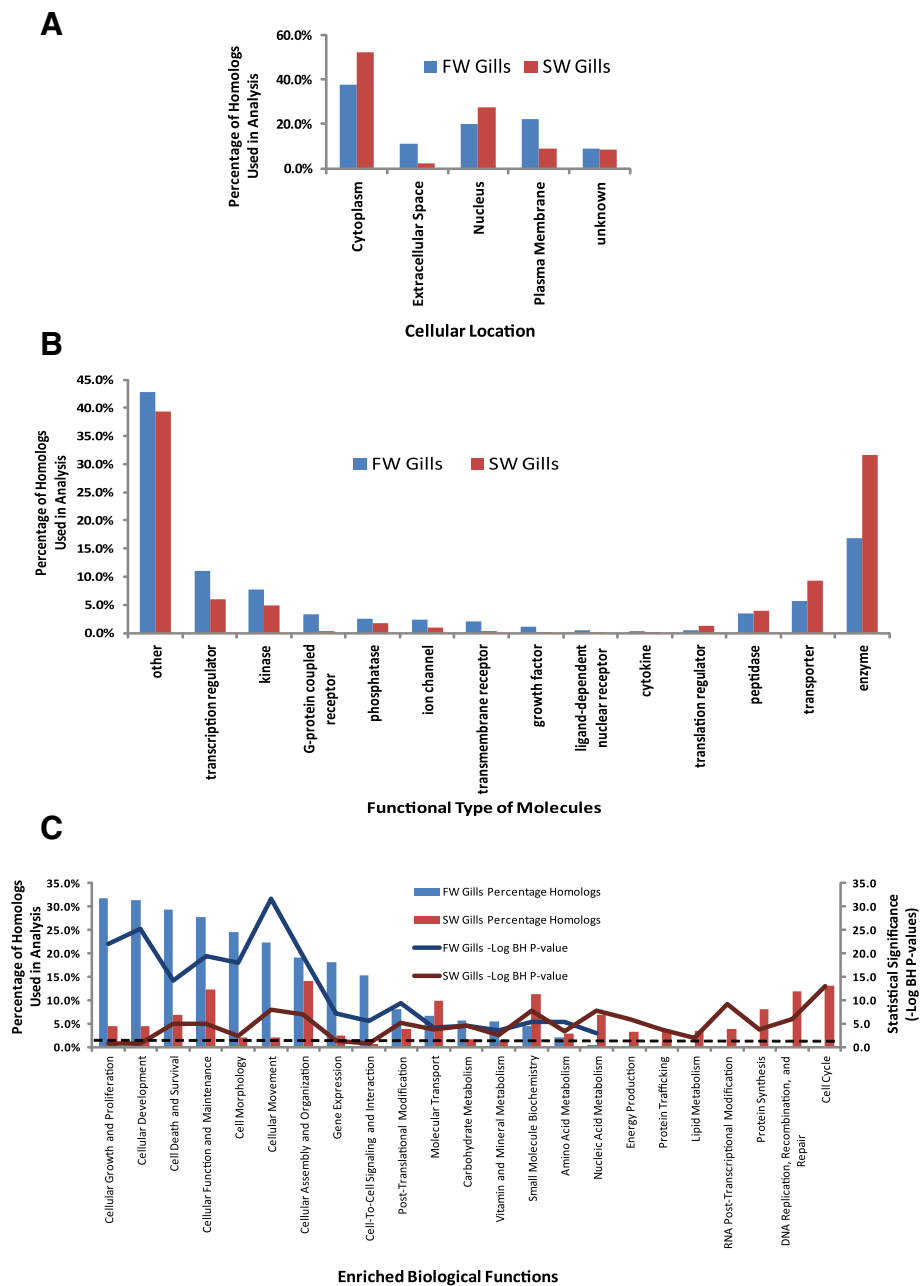 A
Percentage of Homologs
Used in Analysis
60.0%
40.0%
20.0%
0.0%
FW Gills
SW Gills
Cytoplasm
Extracellular Space
Nucleus
Plasma Membrane
unknown
Cellular Location
B
Percentage of Homologs
Used in Analysis
45.0%
40.0%
35.0%
30.0%
25.0%
20.0%
15.0%
10.0%
5.0%
0.0%
FW Gills
SW Gills
other
transcription regulator
kinase
G-protein coupled
receptor
phosphatase
ion channel
transmembrane receptor
growth factor
ligand-dependent
nuclear receptor
cytokine
translation regulator
peptidase
transporter
enzyme
Functional Type of Molecules
C
Percentage of Homologs
Used in Analysis
35.0%
30.0%
25.0%
20.0%
15.0%
10.0%
5.0%
0.0%
FW Gills Percentage Homologs
SW Gills Percentage Homologs
FW Gills -Log BH P-value
SW Gills -Log BH P-value
35.0
30.0
25.0
20.0
15.0
10.0
5.0
0.0
Statistical Significance
(-Log BH P-values)
Cellular Growth and Proliferation
Cellular Development
Cell Death and Survival
Cellular Function and Maintenance
Cell Morphology
Cellular Movement
Cellular Assembly and Organization
Gene Expression
Cell-To-Cell Signaling and Interaction
Post-Translational Modification
Molecular Transport
Carbohydrate Metabolism
Vitamin and Mineral Metabolism
Small Molecule Biochemistry
Amino Acid Metabolism
Nucleic Acid Metabolism
Energy Production
Protein Trafficking
Lipid Metabolism
RNA Post-Transcriptional Modification
Protein Synthesis
DNA Replication, Recombination, and
Repair
Cell Cycle
Enriched Biological Functions